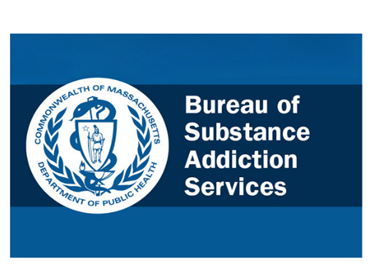 COMMONWEALTH OF MASSACHUSETTS
DEPARTMENT OF PUBLIC HEALTH
Bureau of
Substance
Addiction
Services